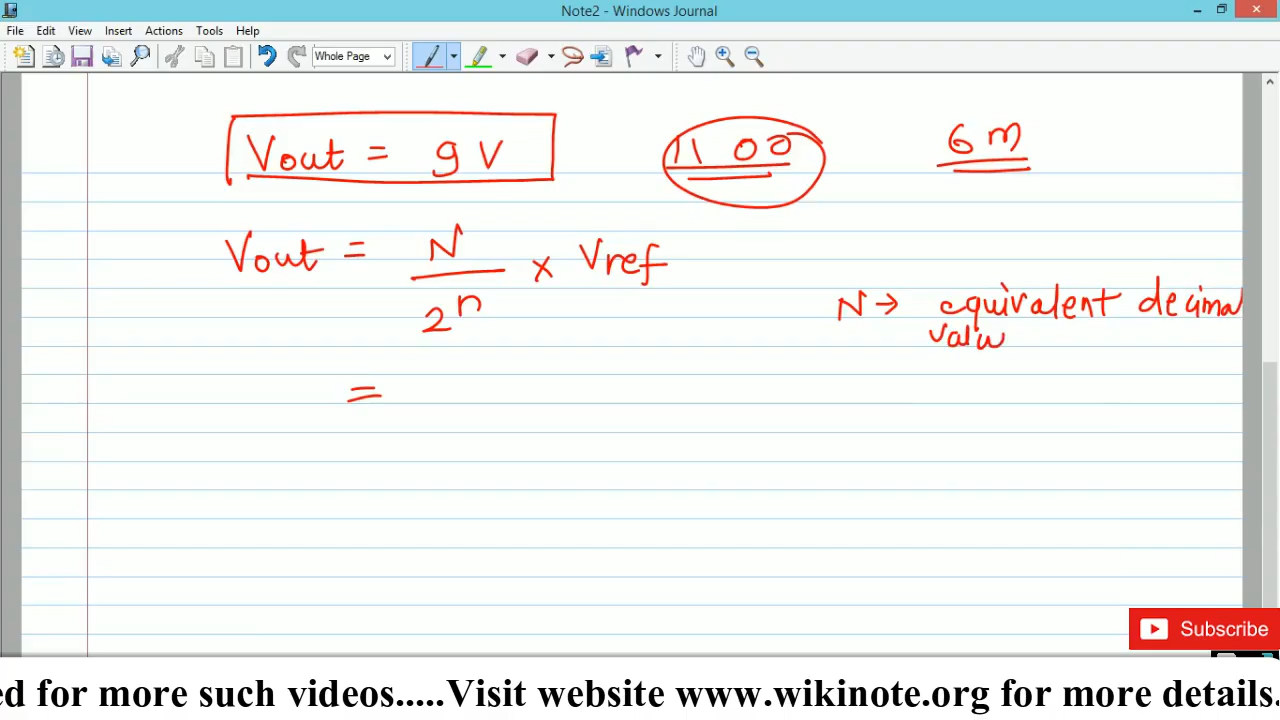 Note2 - Windows Journal
File Edit View Insert Actions Tools Help
Whole Page
Vout = 9 V 1100 6 m
Vout = N / 2^n × Vref
N → equivalent decimal
valu
=
Subscribe
ed for more such videos.....Visit website www.wikinote.org for more details.